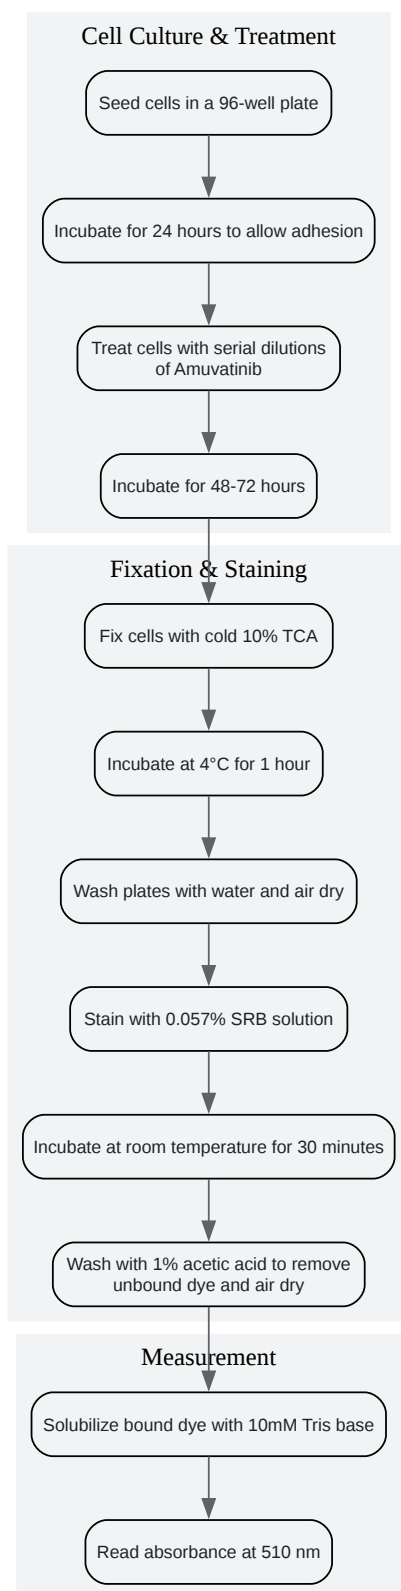 Cell Culture & Treatment
Seed cells in a 96-well plate
Incubate for 24 hours to allow adhesion
Treat cells with serial dilutions
of Amuvatinib
Incubate for 48-72 hours
Fixation & Staining
Fix cells with cold 10% TCA
Incubate at 4°C for 1 hour
Wash plates with water and air dry
Stain with 0.057% SRB solution
Incubate at room temperature for 30 minutes
Wash with 1% acetic acid to remove
unbound dye and air dry
Measurement
Solubilize bound dye with 10mM Tris base
Read absorbance at 510 nm